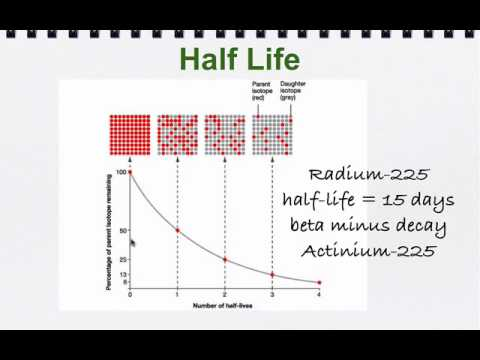 Half Life
Parent
isotope
(red)
Daughter
isotope
(gray)
Percentage of parent isotope remaining
100
50
25
13
6
0
1
2
3
4
Number of half-lives
Radium-225
half-life = 15 days
beta minus decay
Actinium-225